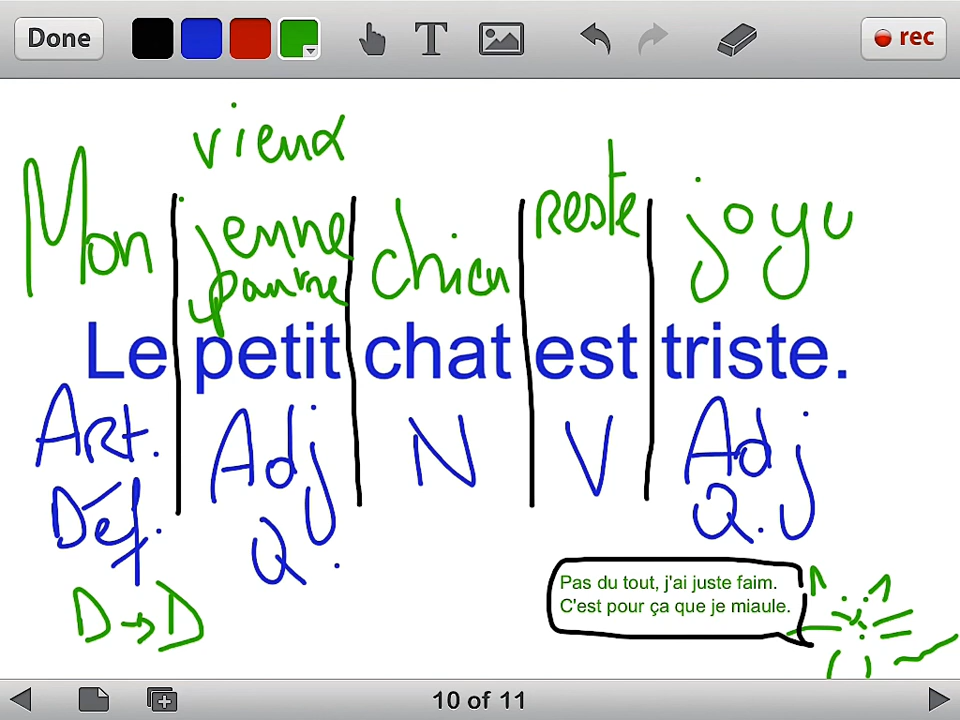 Done T rec
vieux
Mon jeune chien reste joyu
pauvre
Le petit chat est triste.
Art. Adj N V Adj
Déf. Q. Q.
D → D
Pas du tout, j'ai juste faim.
C'est pour ça que je miaule.
10 of 11